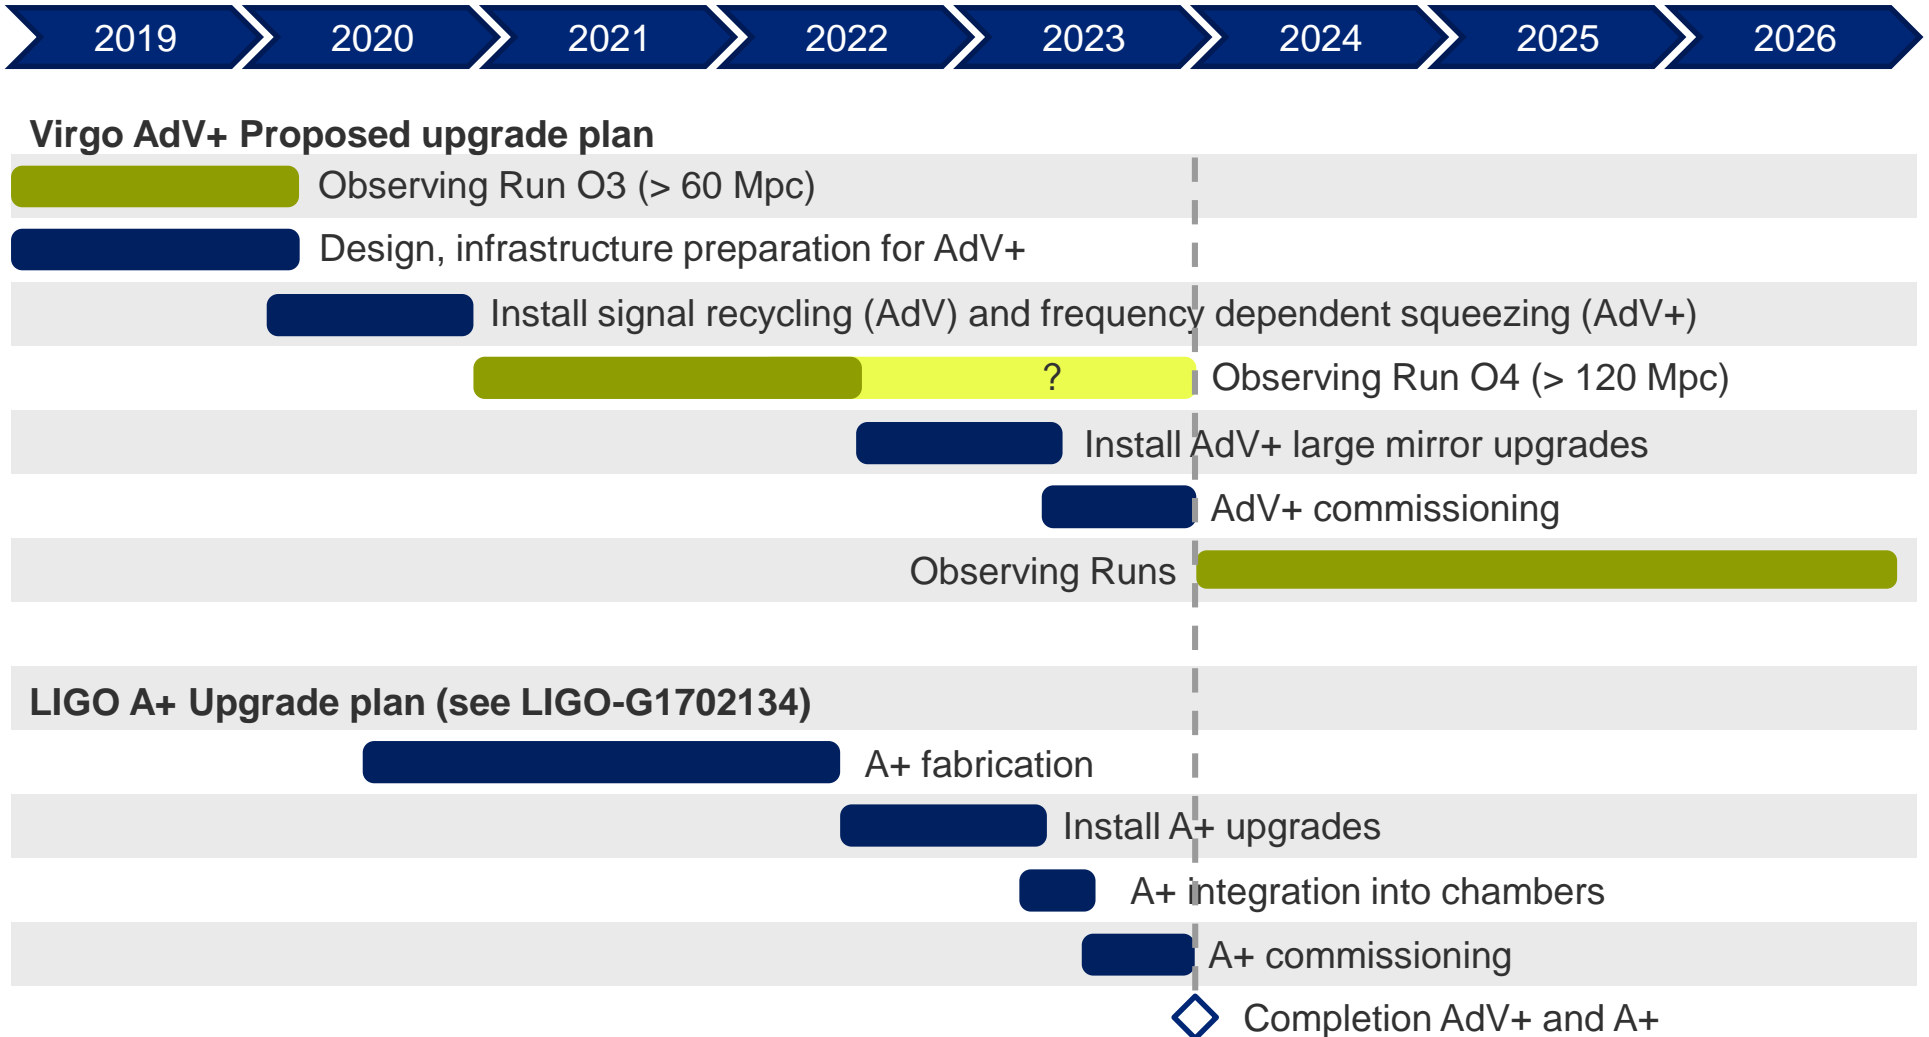 2019 2020 2021 2022 2023 2024 2025 2026
Virgo AdV+ Proposed upgrade plan
Observing Run O3 (> 60 Mpc)
Design, infrastructure preparation for AdV+
Install signal recycling (AdV) and frequency dependent squeezing (AdV+)
? Observing Run O4 (> 120 Mpc)
Install AdV+ large mirror upgrades
AdV+ commissioning
Observing Runs
LIGO A+ Upgrade plan (see LIGO-G1702134)
A+ fabrication
Install A+ upgrades
A+ integration into chambers
A+ commissioning
Completion AdV+ and A+